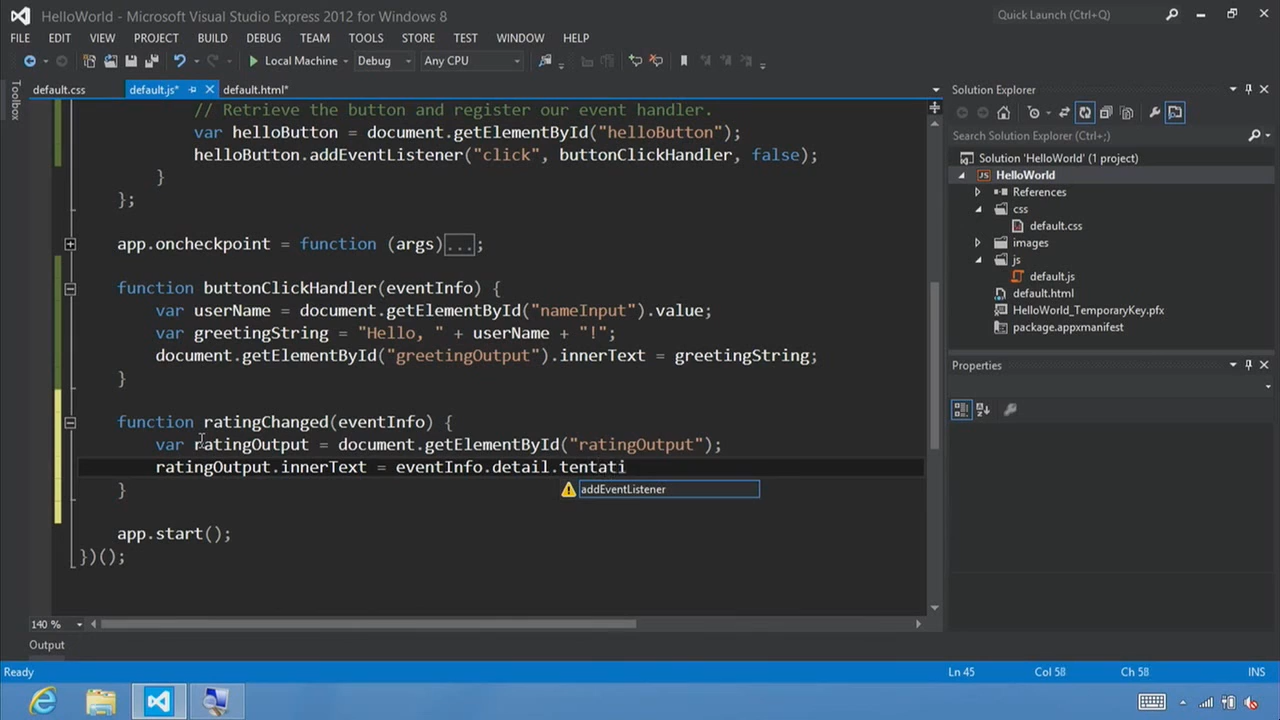 HelloWorld - Microsoft Visual Studio Express 2012 for Windows 8
Quick Launch (Ctrl+Q)
FILE EDIT VIEW PROJECT BUILD DEBUG TEAM TOOLS STORE TEST WINDOW HELP
Local Machine Debug Any CPU
Toolbox
default.css default.js* default.html*
// Retrieve the button and register our event handler.
var helloButton = document.getElementById("helloButton");
helloButton.addEventListener("click", buttonClickHandler, false);
}
};
app.oncheckpoint = function (args)...;
function buttonClickHandler(eventInfo) {
var userName = document.getElementById("nameInput").value;
var greetingString = "Hello, " + userName + "!";
document.getElementById("greetingOutput").innerText = greetingString;
}
function ratingChanged(eventInfo) {
var ratingOutput = document.getElementById("ratingOutput");
ratingOutput.innerText = eventInfo.detail.tentati
addEventListener
}
app.start();
})();
140 %
Output
Solution Explorer
Search Solution Explorer (Ctrl+;)
Solution 'HelloWorld' (1 project)
JS HelloWorld
References
css
default.css
images
js
default.js
default.html
HelloWorld_TemporaryKey.pfx
package.appxmanifest
Properties
Ready Ln 45 Col 58 Ch 58 INS